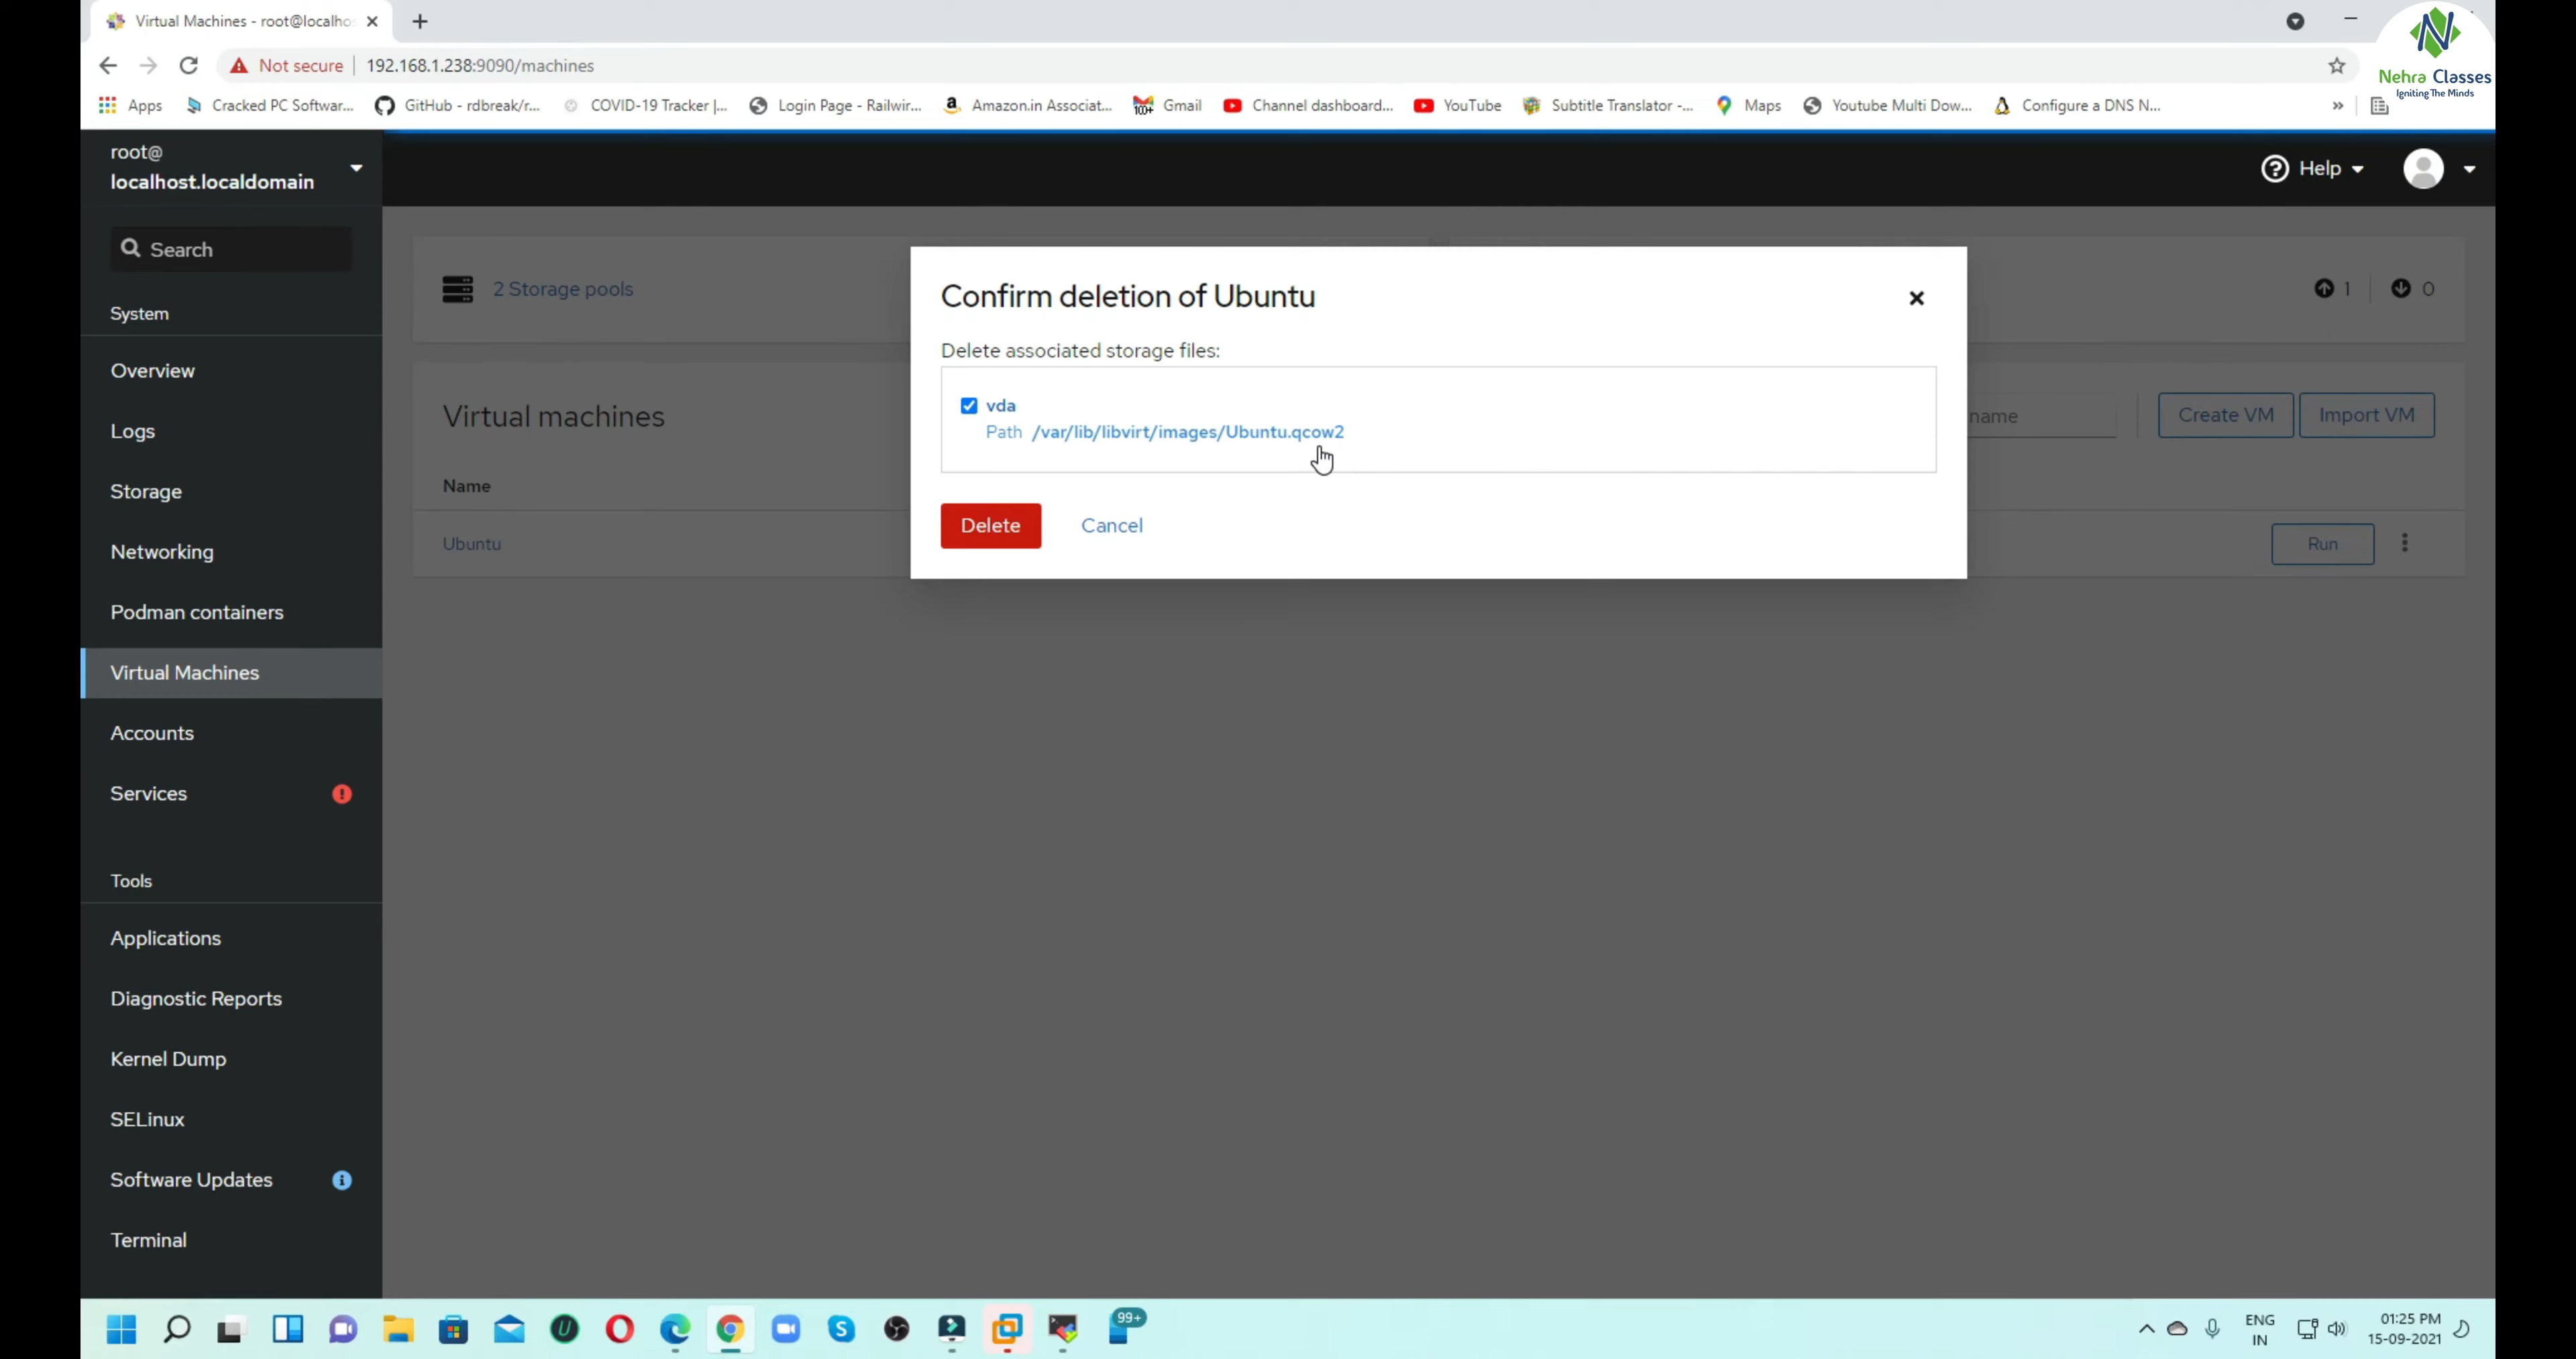 Virtual Machines - root@localho
Not secure
192.168.1.238:9090/machines
Nehra Classes
Igniting The Minds
Apps
Cracked PC Softwar...
GitHub - rdbreak/r...
COVID-19 Tracker |...
Login Page - Railwir...
Amazon.in Associat...
100+
Gmail
Channel dashboard...
YouTube
Subtitle Translator -...
Maps
Youtube Multi Dow...
Configure a DNS N...
»
root@
localhost.localdomain
Help
Search
System
Overview
Logs
Storage
Networking
Podman containers
Virtual Machines
Accounts
Services
Tools
Applications
Diagnostic Reports
Kernel Dump
SELinux
Software Updates
Terminal
2 Storage pools
1
0
Virtual machines
name
Create VM
Import VM
Name
Ubuntu
Run
Confirm deletion of Ubuntu
Delete associated storage files:
vda
Path /var/lib/libvirt/images/Ubuntu.qcow2
Delete
Cancel
99+
ENG
IN
01:25 PM
15-09-2021